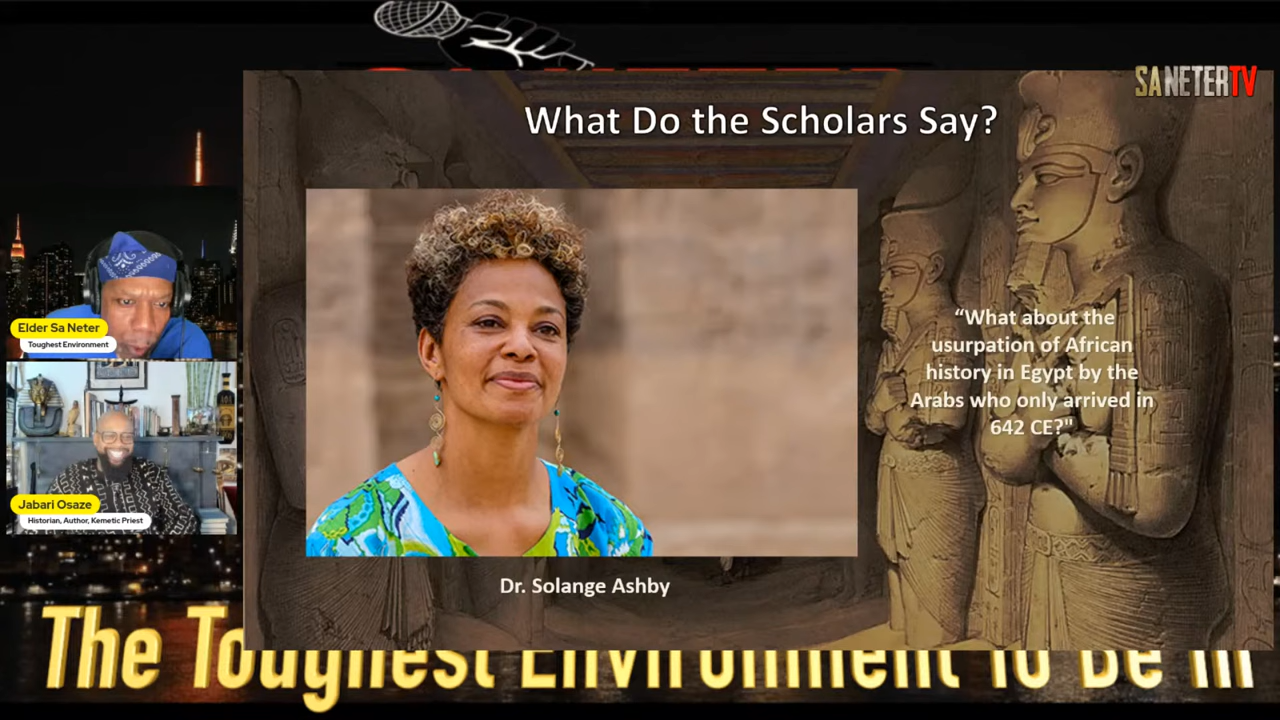 SANETERTV
What Do the Scholars Say?
“What about the
usurpation of African
history in Egypt by the
Arabs who only arrived in
642 CE?"
Elder Sa Neter
Toughest Environment
Jabari Osaze
Historian, Author, Kemetic Priest
Dr. Solange Ashby
The Toughest Environment To Be In